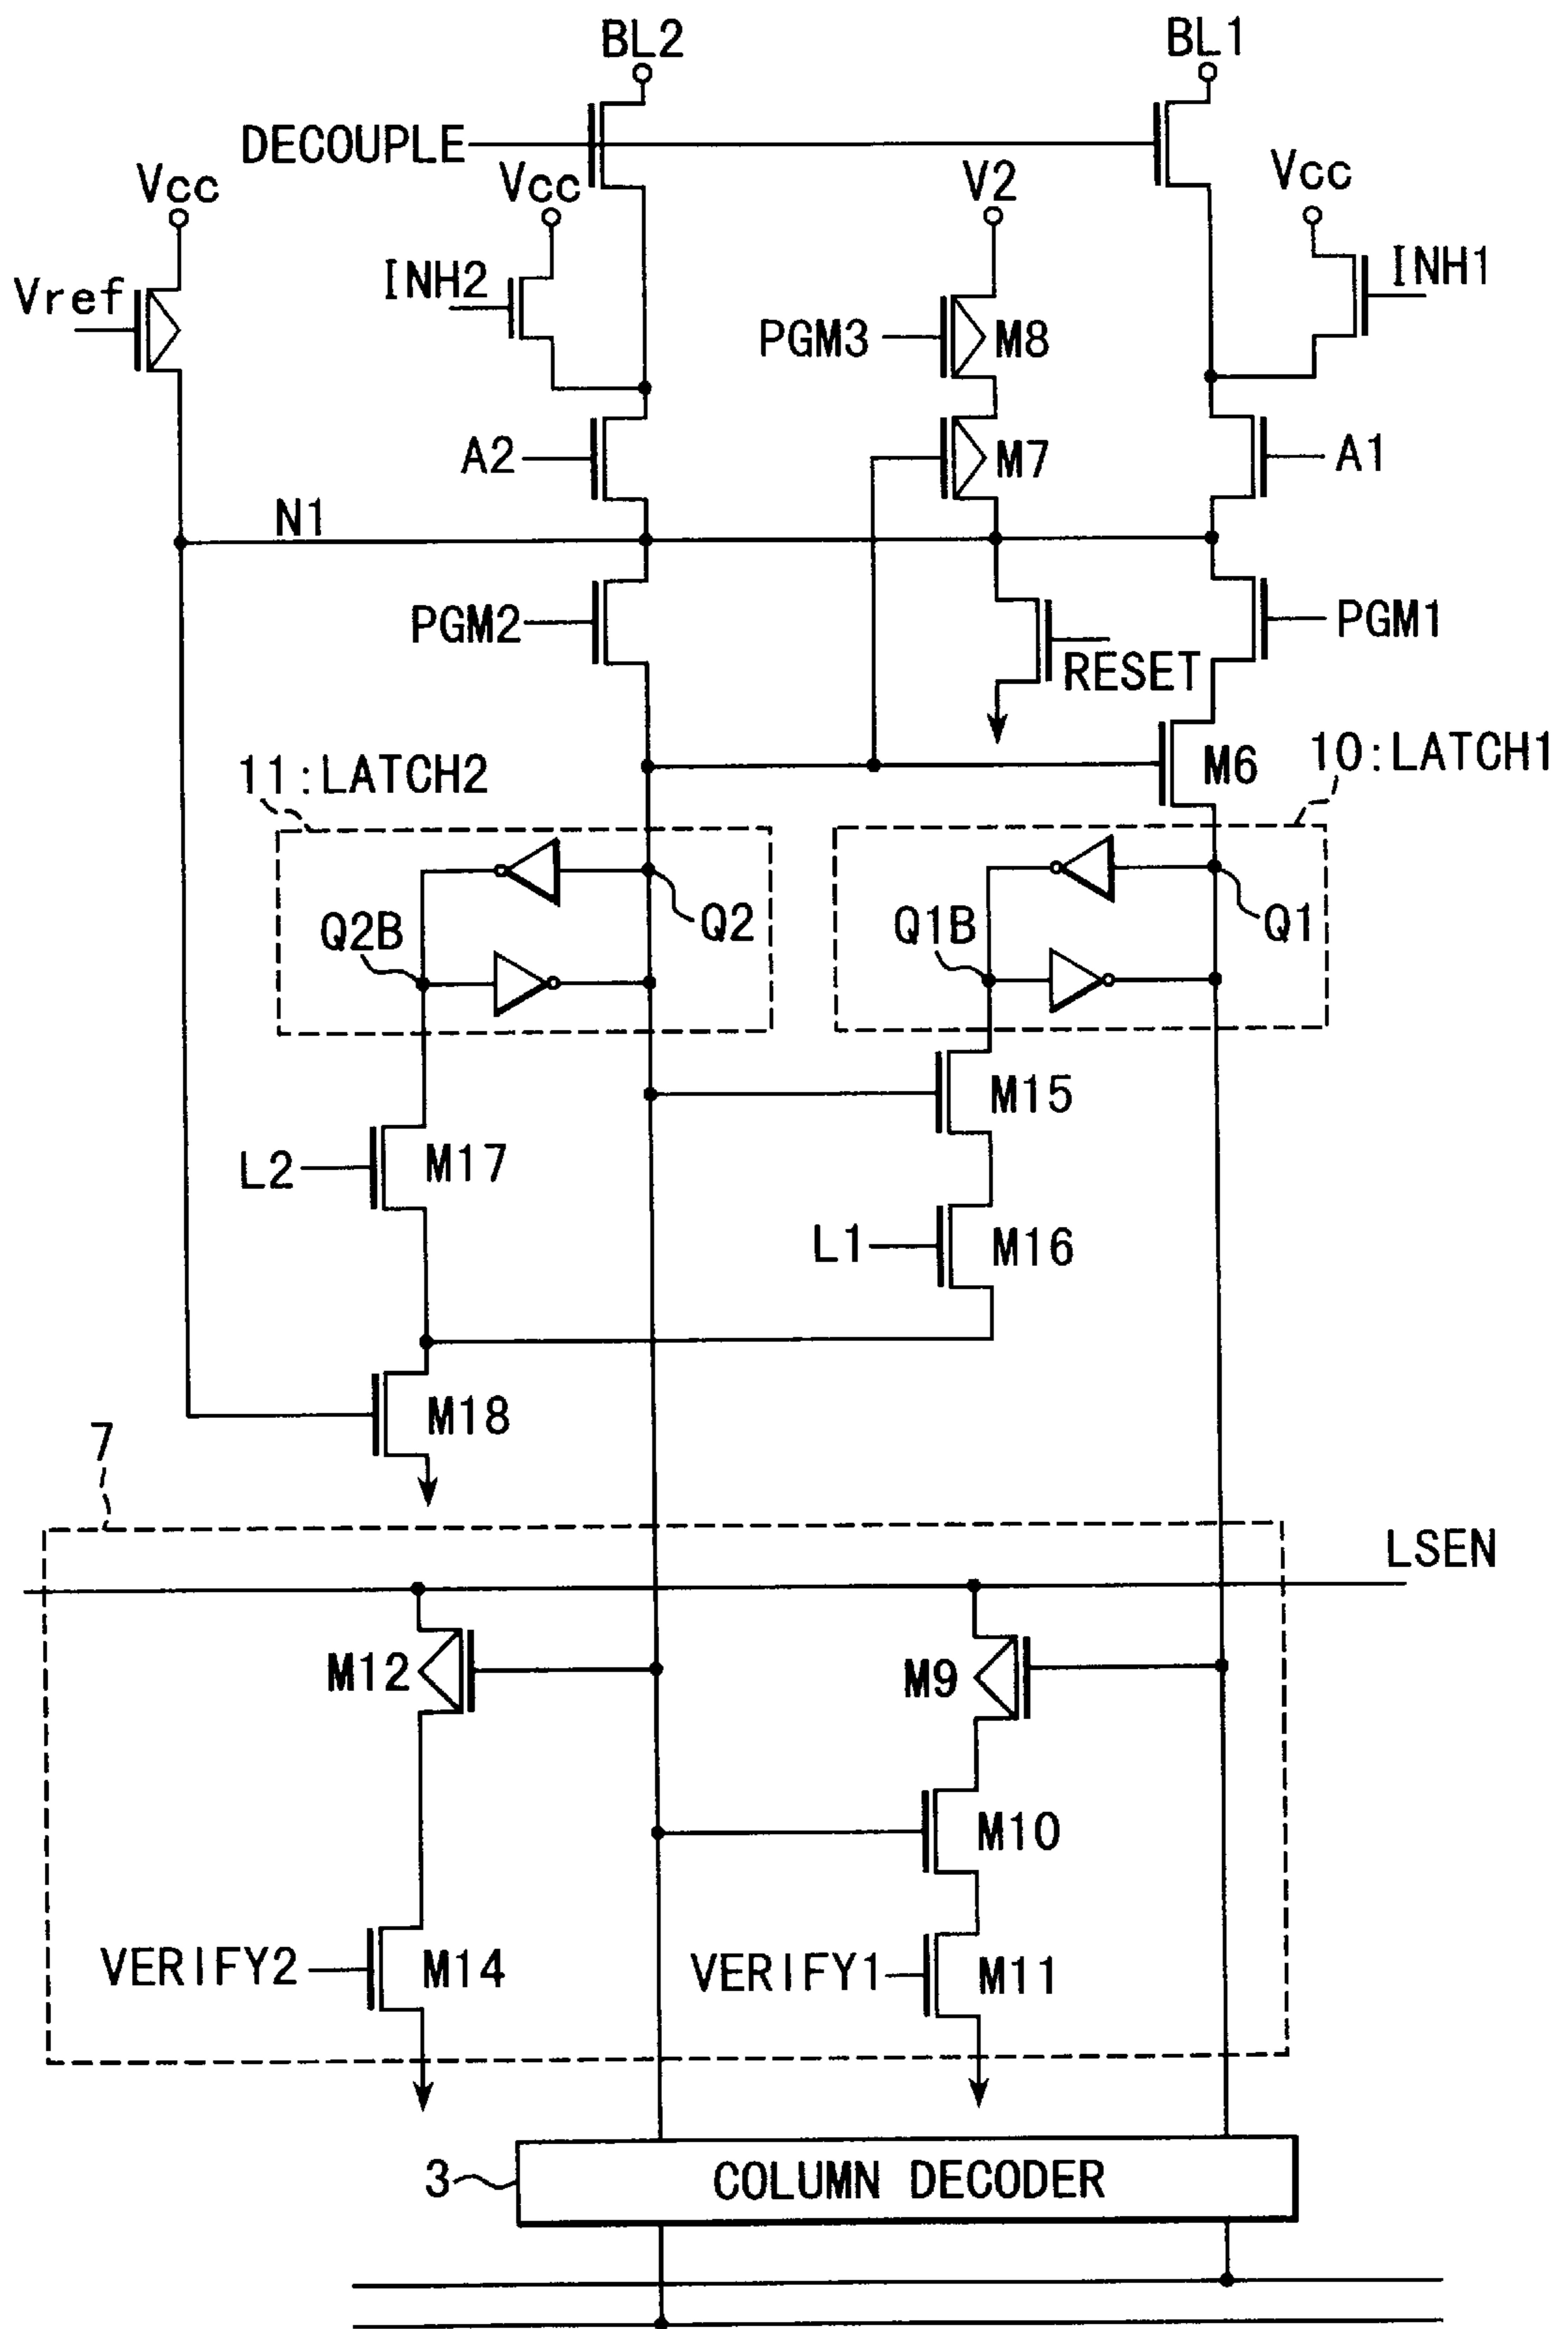 BL2
BL1
DECOUPLE
Vcc
Vcc
V2
Vcc
Vref
INH2
INH1
PGM3
M8
A2
M7
A1
N1
PGM2
PGM1
RESET
11:LATCH2
M6
10:LATCH1
Q2B
Q2
Q1B
Q1
M15
L2
M17
L1
M16
M18
7
LSEN
M12
M9
M10
VERIFY2
M14
VERIFY1
M11
3
COLUMN DECODER